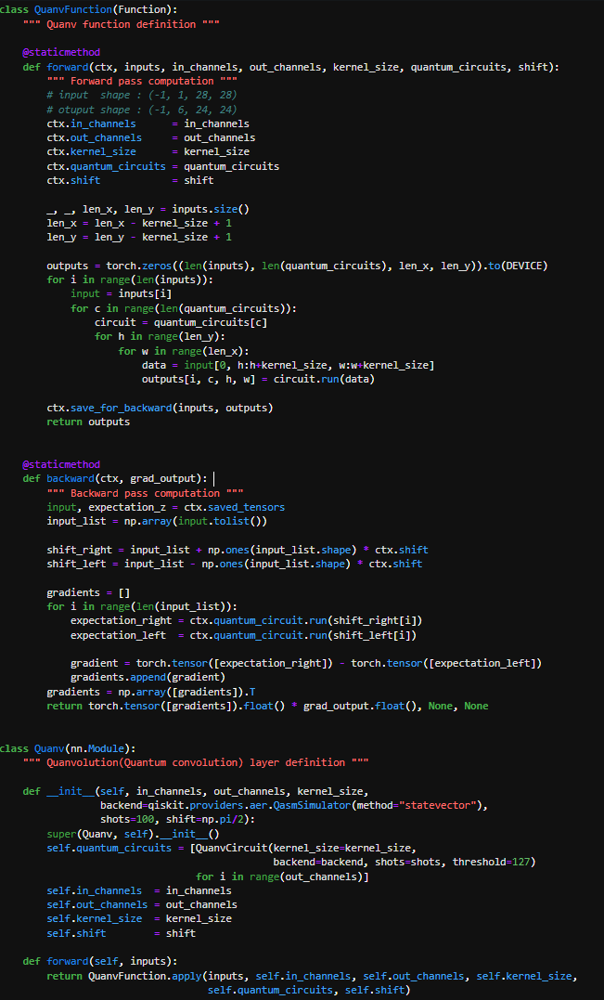 class QuanvFunction(Function):
    """ Quanv function definition """

    @staticmethod
    def forward(ctx, inputs, in_channels, out_channels, kernel_size, quantum_circuits, shift):
        """ Forward pass computation """
        # input  shape : (-1, 1, 28, 28)
        # otuput shape : (-1, 6, 24, 24)
        ctx.in_channels      = in_channels
        ctx.out_channels     = out_channels
        ctx.kernel_size      = kernel_size
        ctx.quantum_circuits = quantum_circuits
        ctx.shift            = shift

        _, _, len_x, len_y = inputs.size()
        len_x = len_x - kernel_size + 1
        len_y = len_y - kernel_size + 1

        outputs = torch.zeros((len(inputs), len(quantum_circuits), len_x, len_y)).to(DEVICE)
        for i in range(len(inputs)):
            input = inputs[i]
            for c in range(len(quantum_circuits)):
                circuit = quantum_circuits[c]
                for h in range(len_y):
                    for w in range(len_x):
                        data = input[0, h:h+kernel_size, w:w+kernel_size]
                        outputs[i, c, h, w] = circuit.run(data)

        ctx.save_for_backward(inputs, outputs)
        return outputs


    @staticmethod
    def backward(ctx, grad_output):
        """ Backward pass computation """
        input, expectation_z = ctx.saved_tensors
        input_list = np.array(input.tolist())

        shift_right = input_list + np.ones(input_list.shape) * ctx.shift
        shift_left = input_list - np.ones(input_list.shape) * ctx.shift

        gradients = []
        for i in range(len(input_list)):
            expectation_right = ctx.quantum_circuit.run(shift_right[i])
            expectation_left  = ctx.quantum_circuit.run(shift_left[i])

            gradient = torch.tensor([expectation_right]) - torch.tensor([expectation_left])
            gradients.append(gradient)
        gradients = np.array([gradients]).T
        return torch.tensor([gradients]).float() * grad_output.float(), None, None


class Quanv(nn.Module):
    """ Quanvolution(Quantum convolution) layer definition """

    def __init__(self, in_channels, out_channels, kernel_size,
                 backend=qiskit.providers.aer.QasmSimulator(method="statevector"),
                 shots=100, shift=np.pi/2):
        super(Quanv, self).__init__()
        self.quantum_circuits = [QuanvCircuit(kernel_size=kernel_size,
                                              backend=backend, shots=shots, threshold=127)
                                 for i in range(out_channels)]
        self.in_channels  = in_channels
        self.out_channels = out_channels
        self.kernel_size  = kernel_size
        self.shift        = shift

    def forward(self, inputs):
        return QuanvFunction.apply(inputs, self.in_channels, self.out_channels, self.kernel_size,
                                   self.quantum_circuits, self.shift)